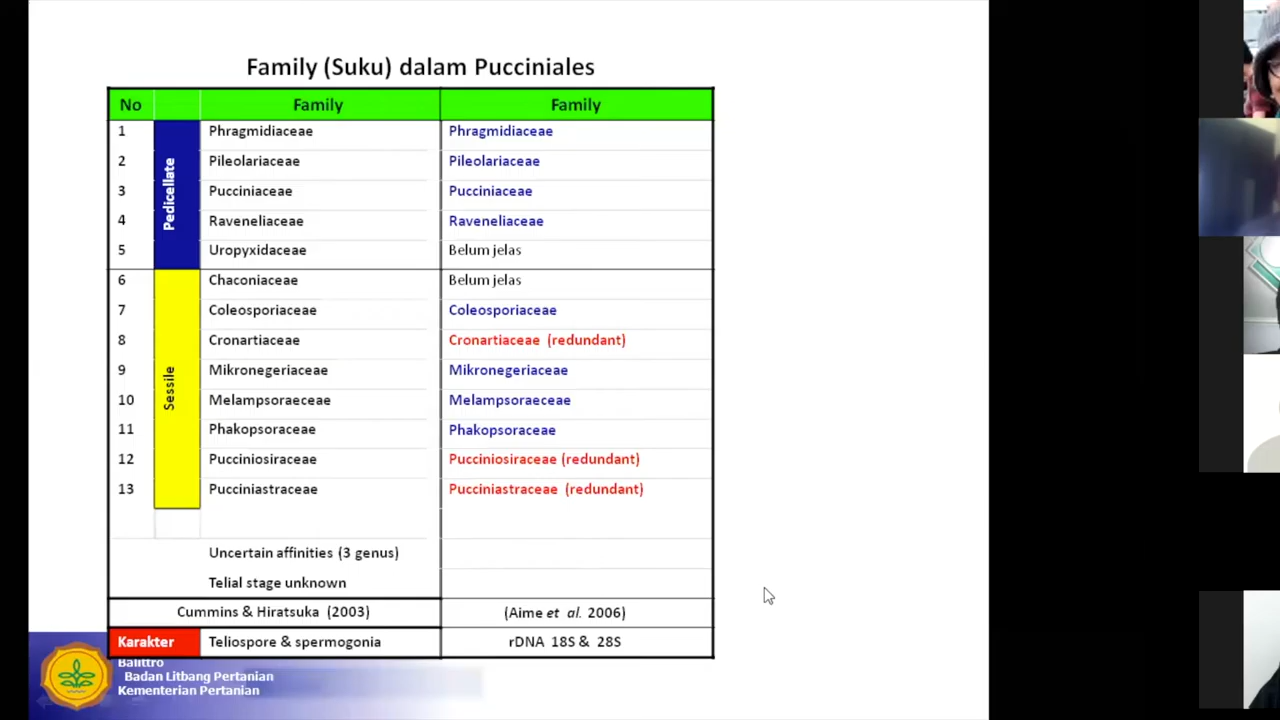 Family (Suku) dalam Pucciniales
No Family Family
1 Phragmidiaceae Phragmidiaceae
2 Pileolariaceae Pileolariaceae
3 Pucciniaceae Pucciniaceae
4 Raveneliaceae Raveneliaceae
5 Uropyxidaceae Belum jelas
Pedicellate
6 Chaconiaceae Belum jelas
7 Coleosporiaceae Coleosporiaceae
8 Cronartiaceae Cronartiaceae (redundant)
9 Mikronegeriaceae Mikronegeriaceae
10 Melampsoraeceae Melampsoraeceae
11 Phakopsoraceae Phakopsoraceae
12 Pucciniosiraceae Pucciniosiraceae (redundant)
13 Pucciniastraceae Pucciniastraceae (redundant)
Sessile
Uncertain affinities (3 genus)
Telial stage unknown
Cummins & Hiratsuka (2003) (Aime et al. 2006)
Karakter Teliospore & spermogonia rDNA 18S & 28S
Balittro
Badan Litbang Pertanian
Kementerian Pertanian